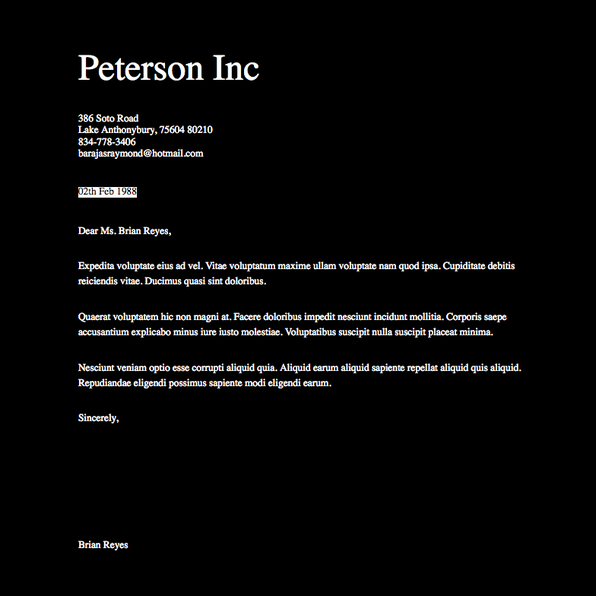 Peterson Inc
386 Soto Road
Lake Anthonybury, 75604 80210
834-778-3406
barajasraymond@hotmail.com
02th Feb 1988
Dear Ms. Brian Reyes,
Expedita voluptate eius ad vel. Vitae voluptatum maxime ullam voluptate nam quod ipsa. Cupiditate debitis
reiciendis vitae. Ducimus quasi sint doloribus.
Quaerat voluptatem hic non magni at. Facere doloribus impedit nesciunt incidunt mollitia. Corporis saepe
accusantium explicabo minus iure iusto molestiae. Voluptatibus suscipit nulla suscipit placeat minima.
Nesciunt veniam optio esse corrupti aliquid quia. Aliquid earum aliquid sapiente repellat aliquid quis aliquid.
Repudiandae eligendi possimus sapiente modi eligendi earum.
Sincerely,
Brian Reyes